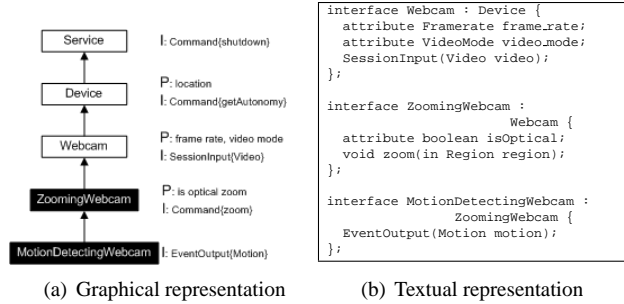 Service
I: Command{shutdown}
P: location
Device
I: Command{getAutonomy}
P: frame rate, video mode
Webcam
I: SessionInput{Video}
P: is optical zoom
ZoomingWebcam
I: Command{zoom}
MotionDetectingWebcam
I: EventOutput{Motion}
(a) Graphical representation
interface Webcam : Device {
attribute Framerate frame_rate;
attribute VideoMode video_mode;
SessionInput(Video video);
};
interface ZoomingWebcam :
Webcam {
attribute boolean isOptical;
void zoom(in Region region);
};
interface MotionDetectingWebcam :
ZoomingWebcam {
EventOutput(Motion motion);
};
(b) Textual representation